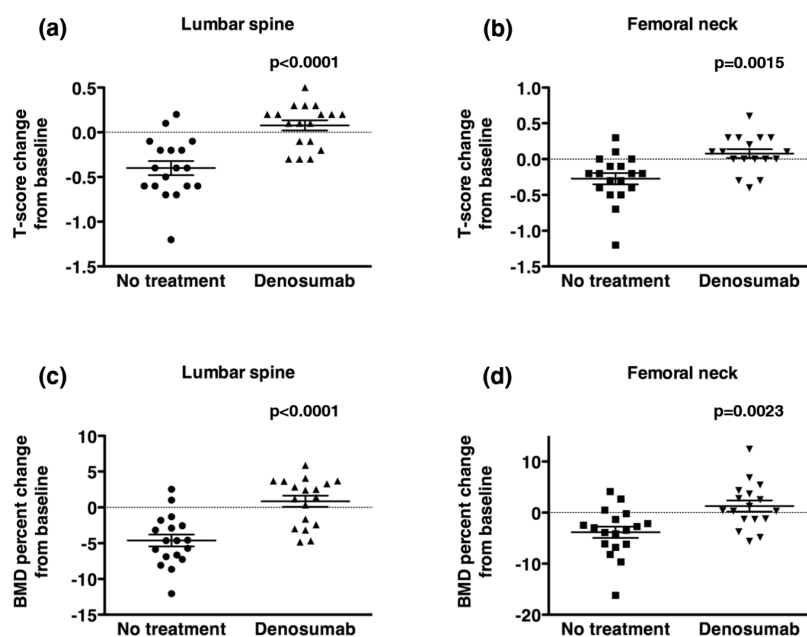 (a)
Lumbar spine
p<0.0001
T-score change
from baseline
0.5
0.0
-0.5
-1.0
-1.5
No treatment
Denosumab
(b)
Femoral neck
p=0.0015
T-score change
from baseline
1.0
0.5
0.0
-0.5
-1.0
-1.5
No treatment
Denosumab
(c)
Lumbar spine
p<0.0001
BMD percent change
from baseline
10
5
0
-5
-10
-15
No treatment
Denosumab
(d)
Femoral neck
p=0.0023
BMD percent change
from baseline
10
0
-10
-20
No treatment
Denosumab